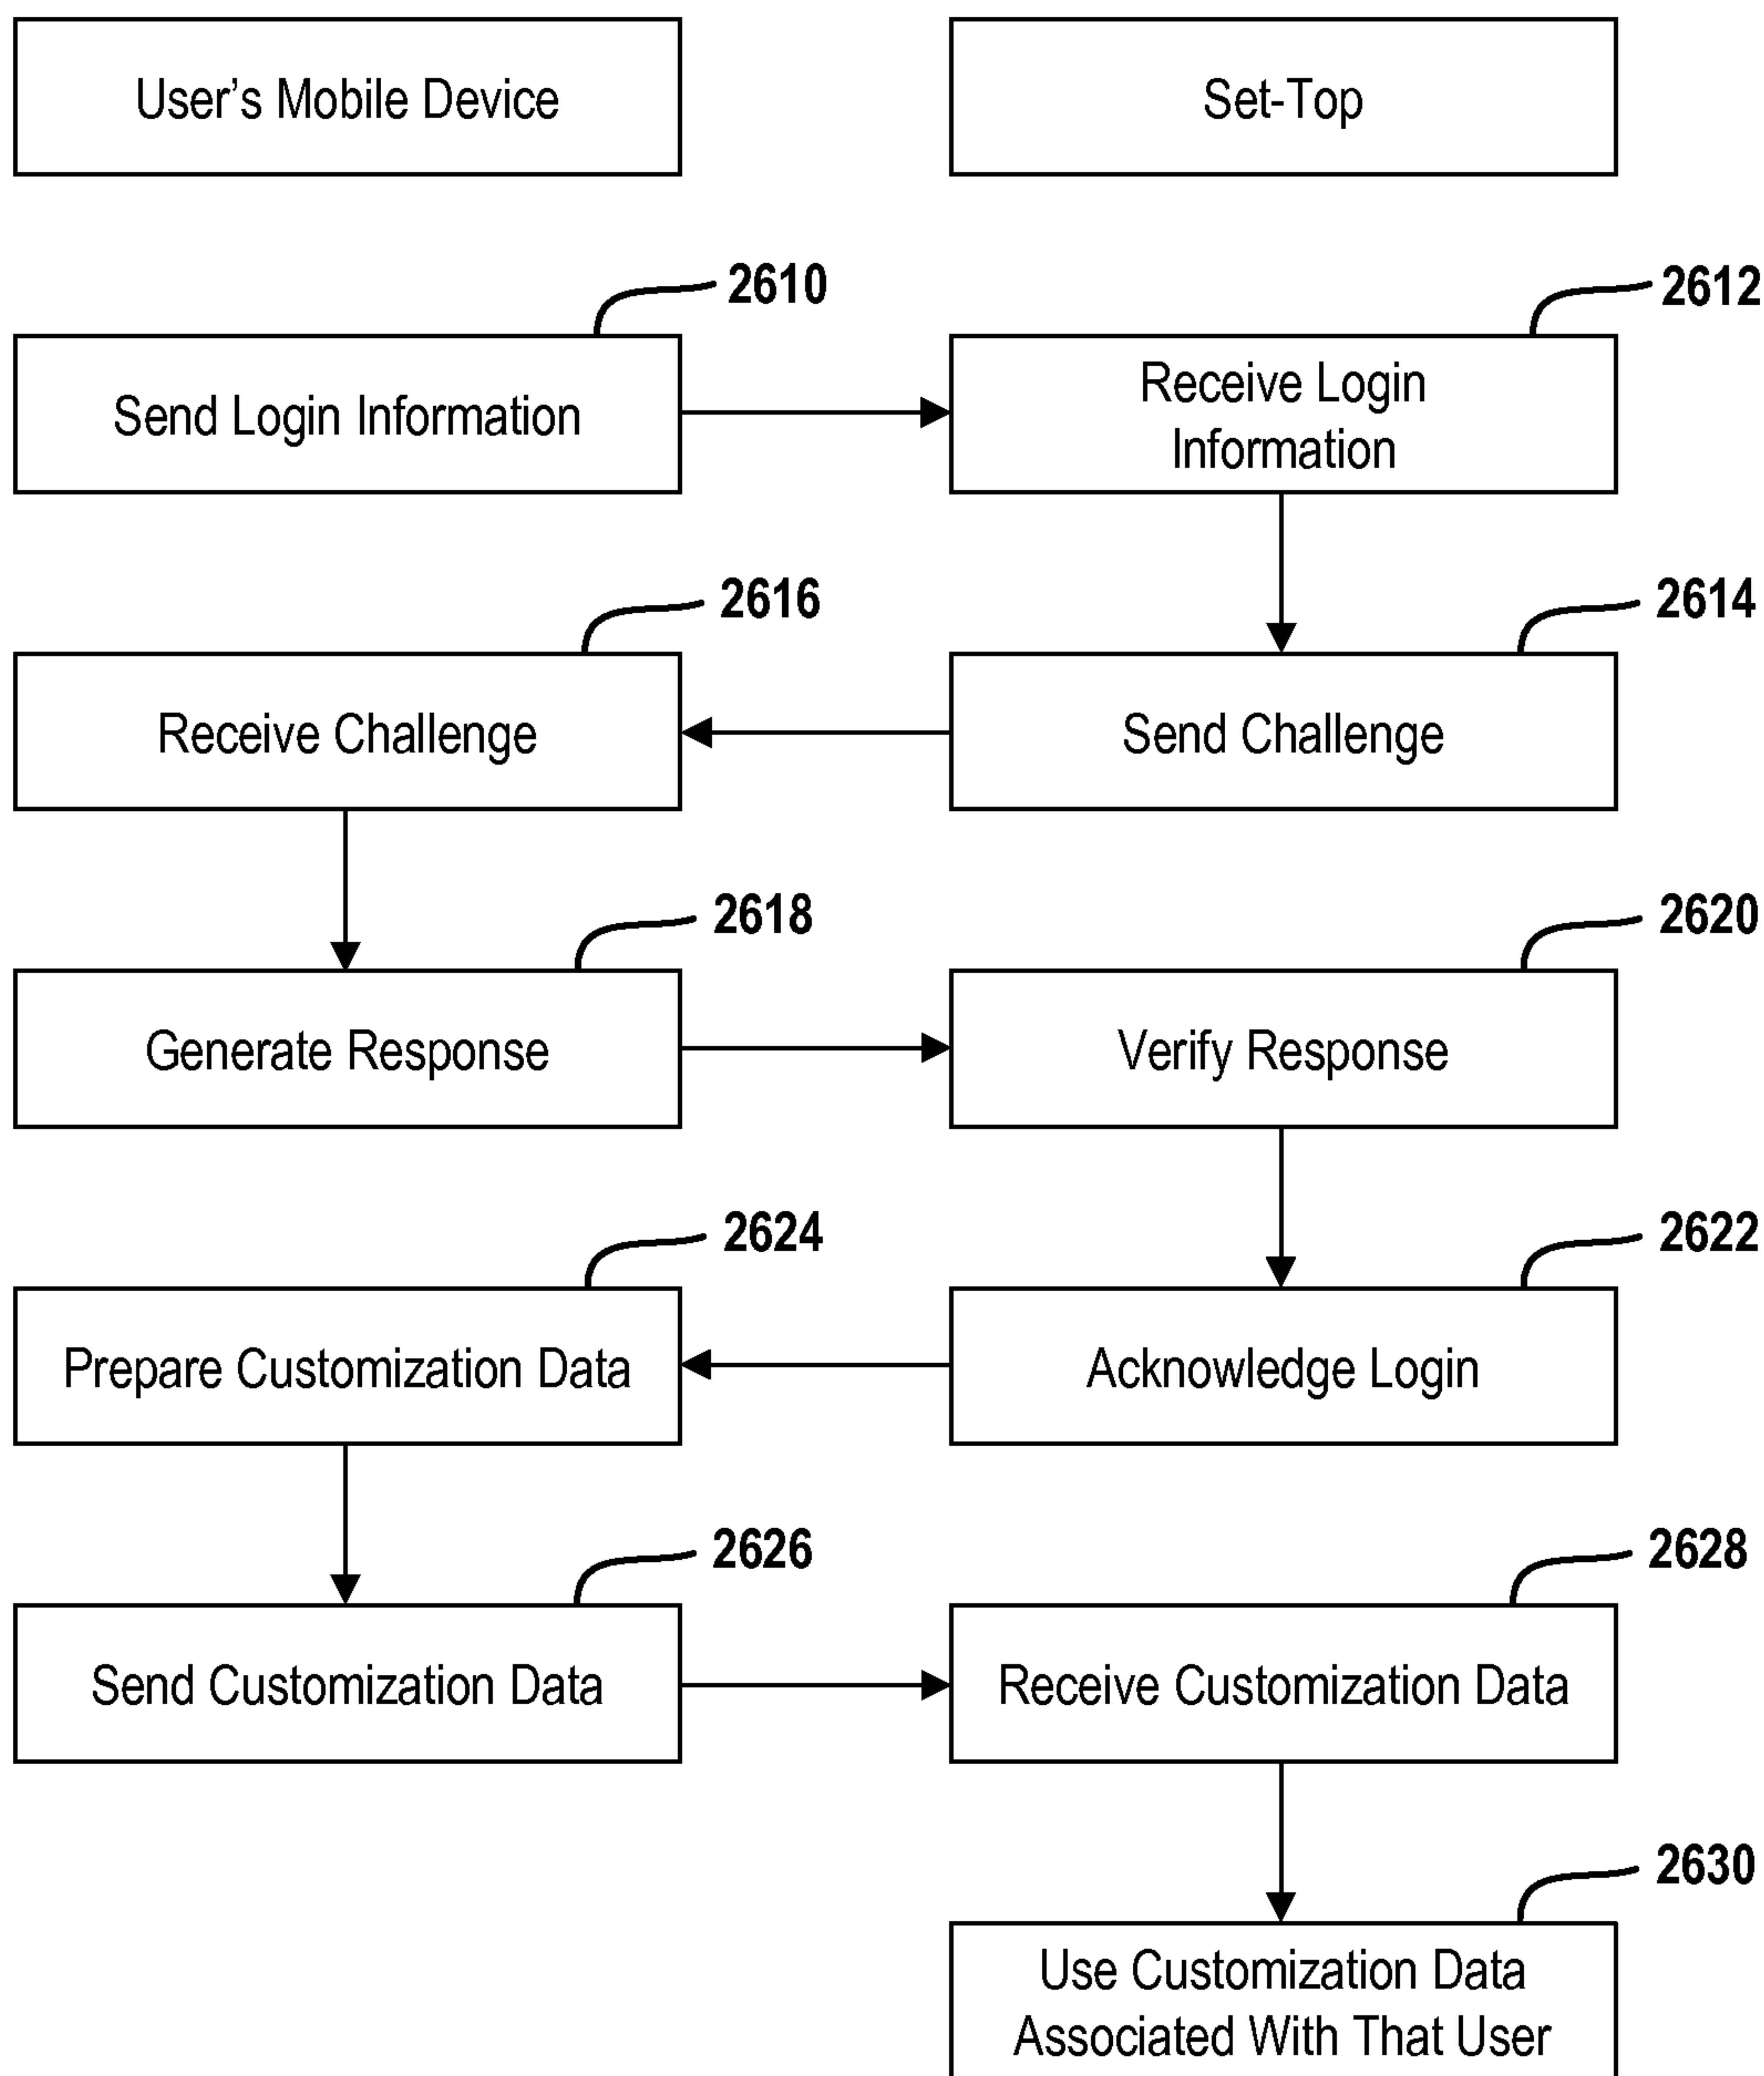 User's Mobile Device
Set-Top
2610
2612
Send Login Information
Receive Login
Information
2616
2614
Receive Challenge
Send Challenge
2618
2620
Generate Response
Verify Response
2624
2622
Prepare Customization Data
Acknowledge Login
2626
2628
Send Customization Data
Receive Customization Data
2630
Use Customization Data
Associated With That User